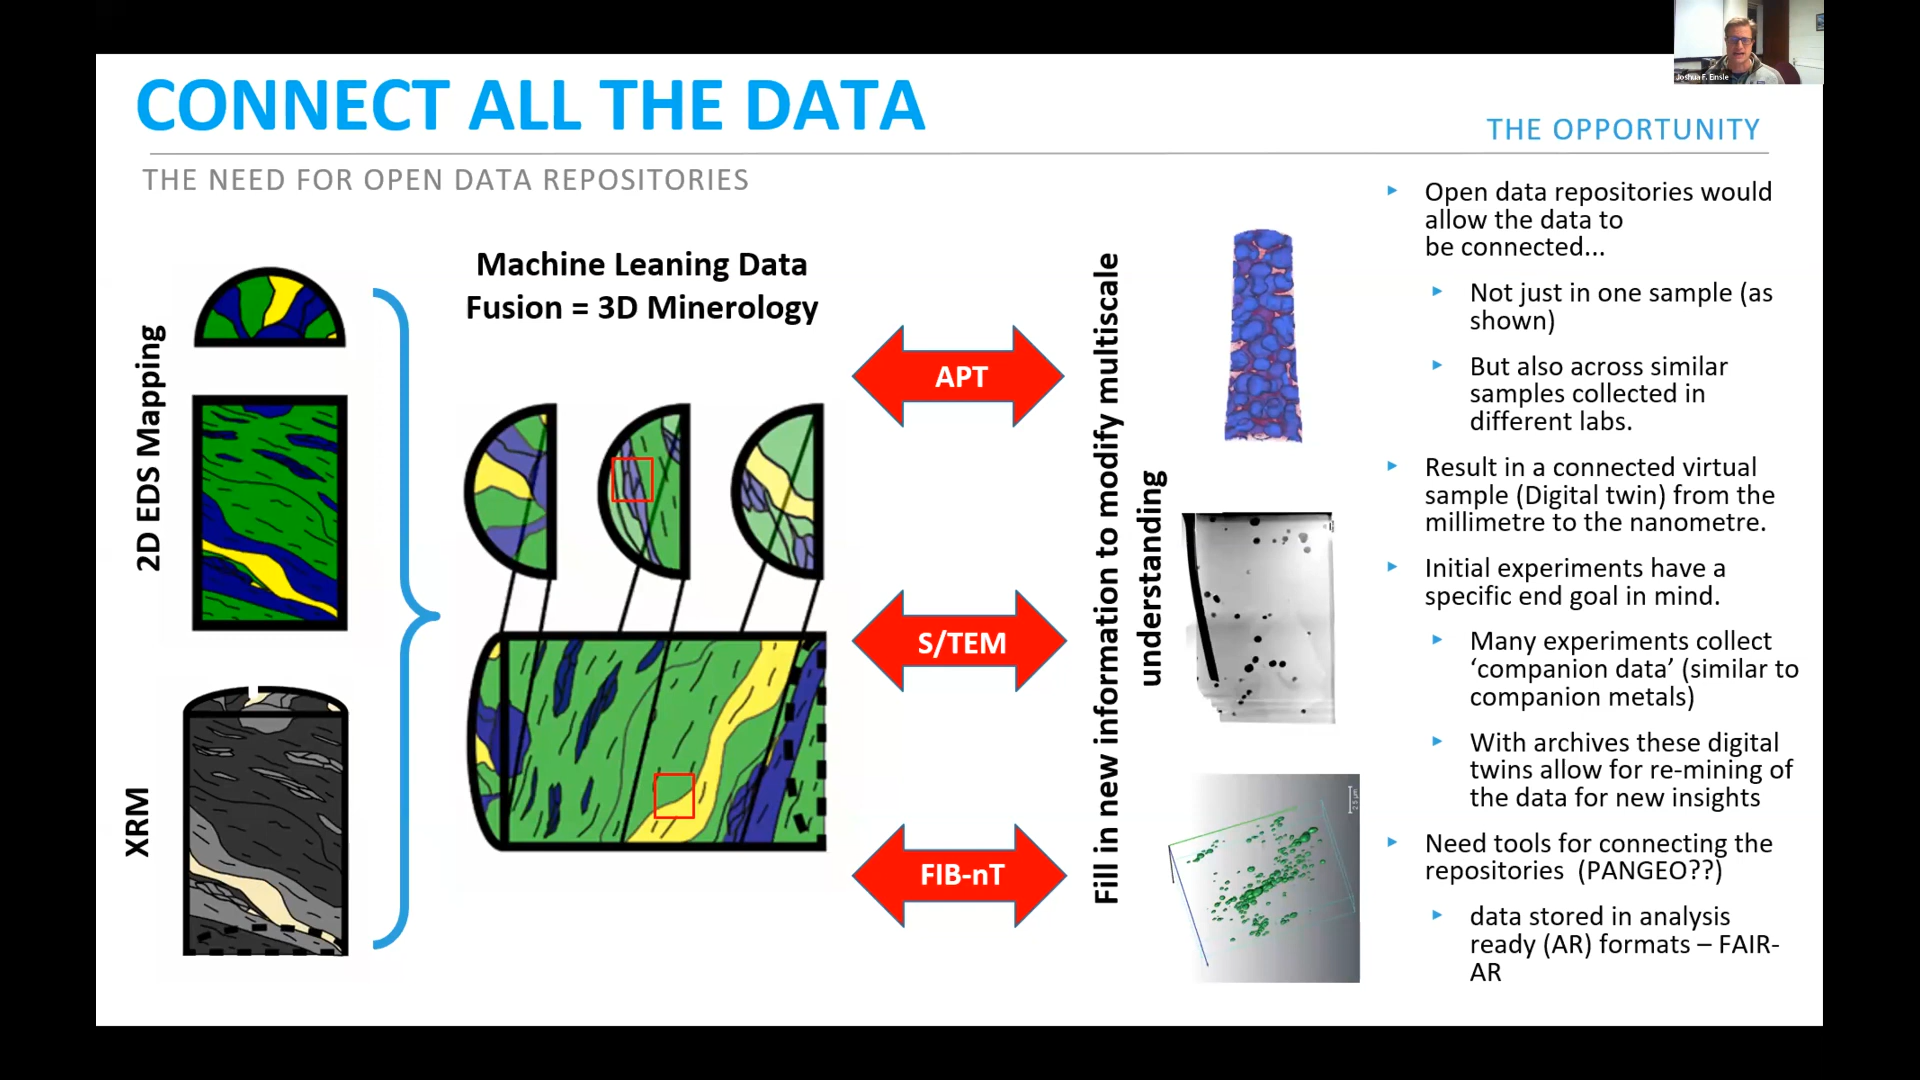 CONNECT ALL THE DATA
THE OPPORTUNITY
THE NEED FOR OPEN DATA REPOSITORIES
Joshua F. Einsle
2D EDS Mapping
XRM
Machine Leaning Data
Fusion = 3D Minerology
APT
S/TEM
FIB-nT
Fill in new information to modify multiscale
understanding
Open data repositories would
allow the data to
be connected...
Not just in one sample (as
shown)
But also across similar
samples collected in
different labs.
Result in a connected virtual
sample (Digital twin) from the
millimetre to the nanometre.
Initial experiments have a
specific end goal in mind.
Many experiments collect
‘companion data’ (similar to
companion metals)
With archives these digital
twins allow for re-mining of
the data for new insights
Need tools for connecting the
repositories (PANGEO??)
data stored in analysis
ready (AR) formats – FAIR-
AR